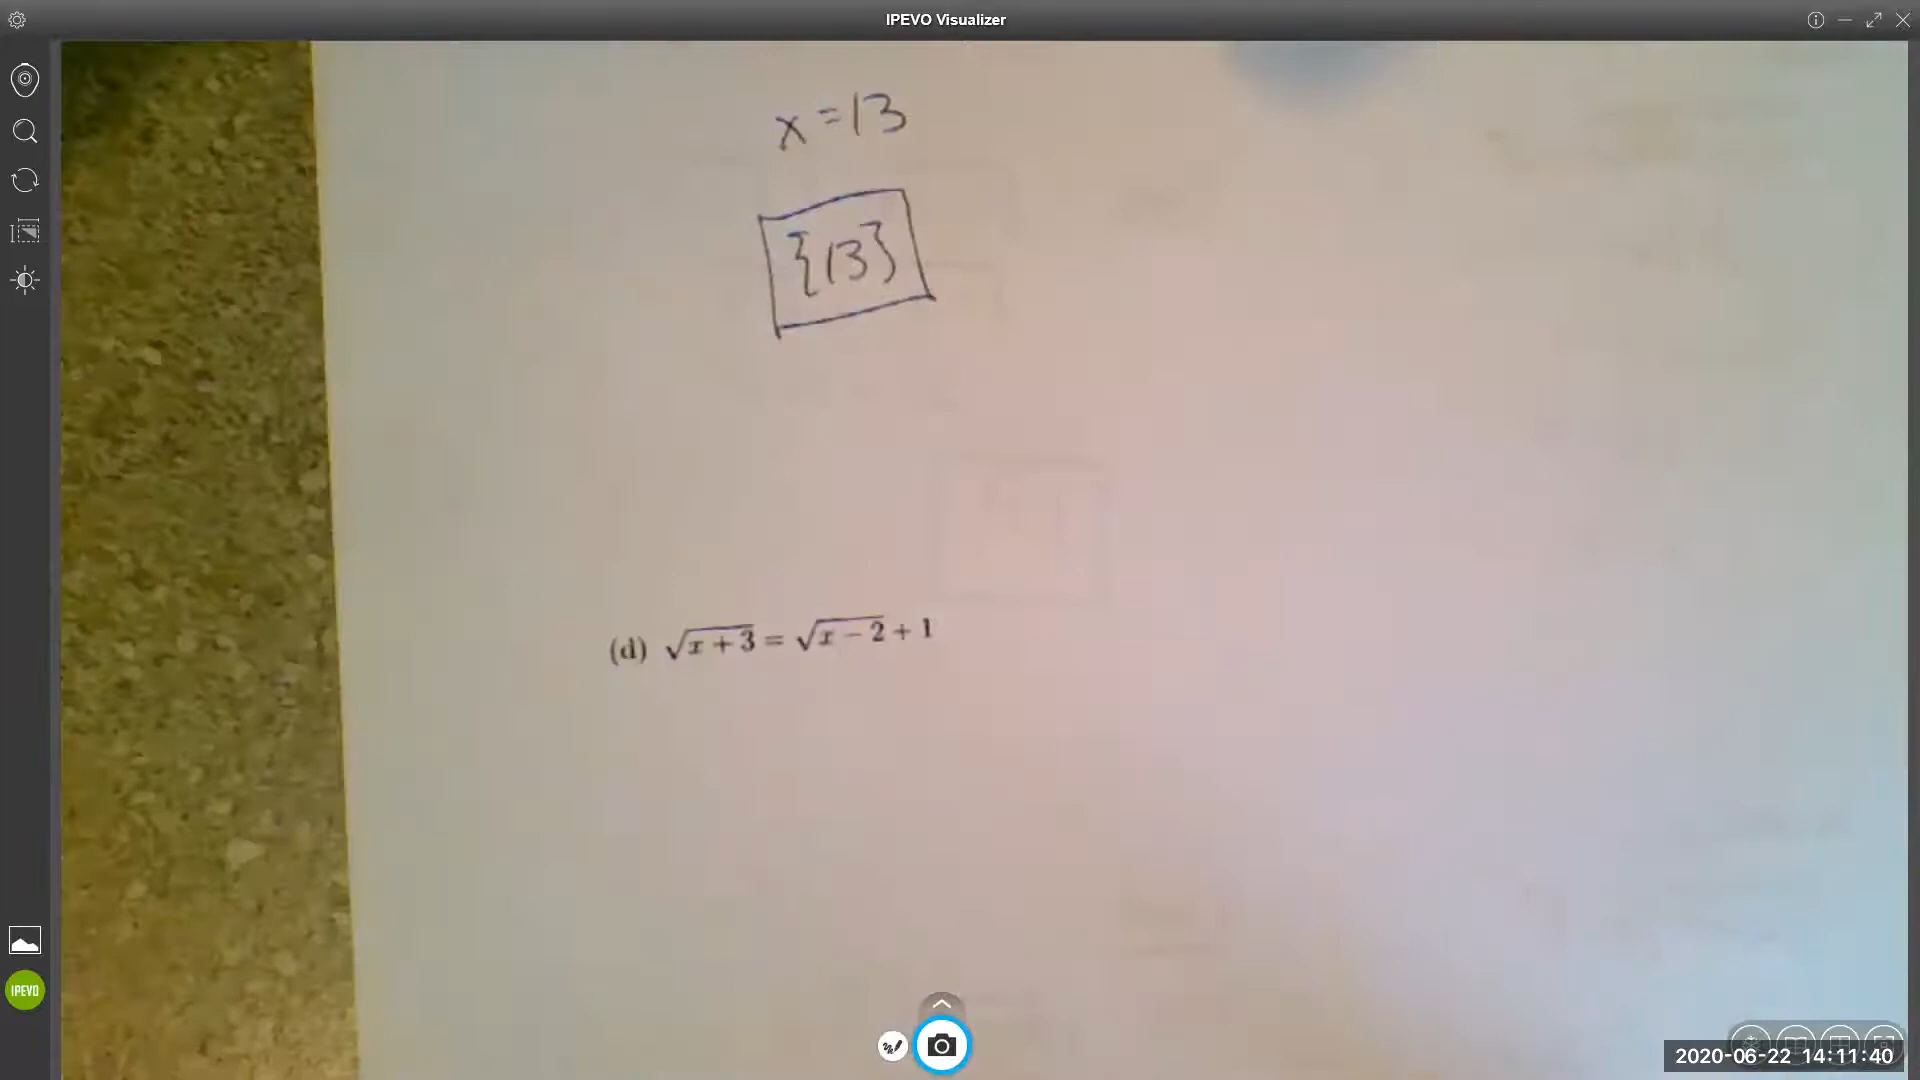 IPEVO Visualizer
x = 13
{13}
(d) √x + 3 = √x − 2 + 1
IPEVO
2020-06-22 14:11:40